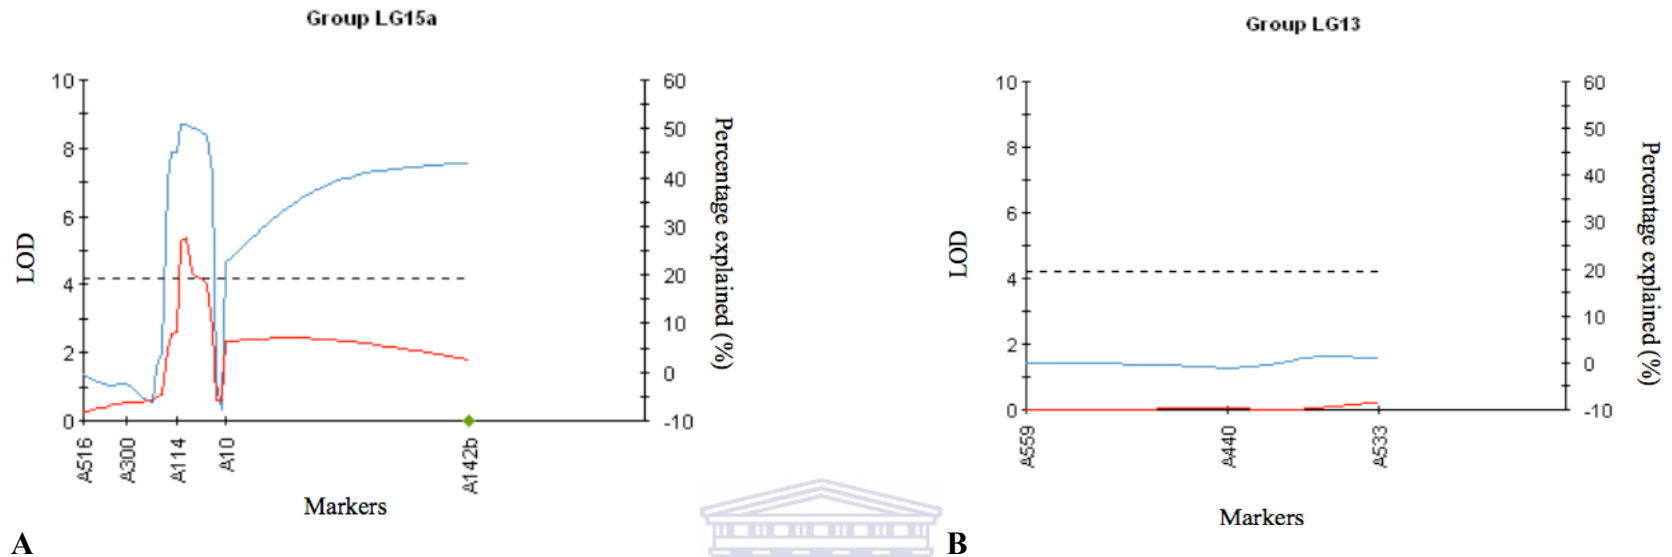 Group LG15a
10
8
6
4
2
0
LOD
60
50
40
30
20
10
0
-10
Percentage explained (%)
A516
A300
A114
A10
A142b
Markers
A
Group LG13
10
8
6
4
2
0
LOD
60
50
40
30
20
10
0
-10
Percentage explained (%)
A559
A440
A533
Markers
B